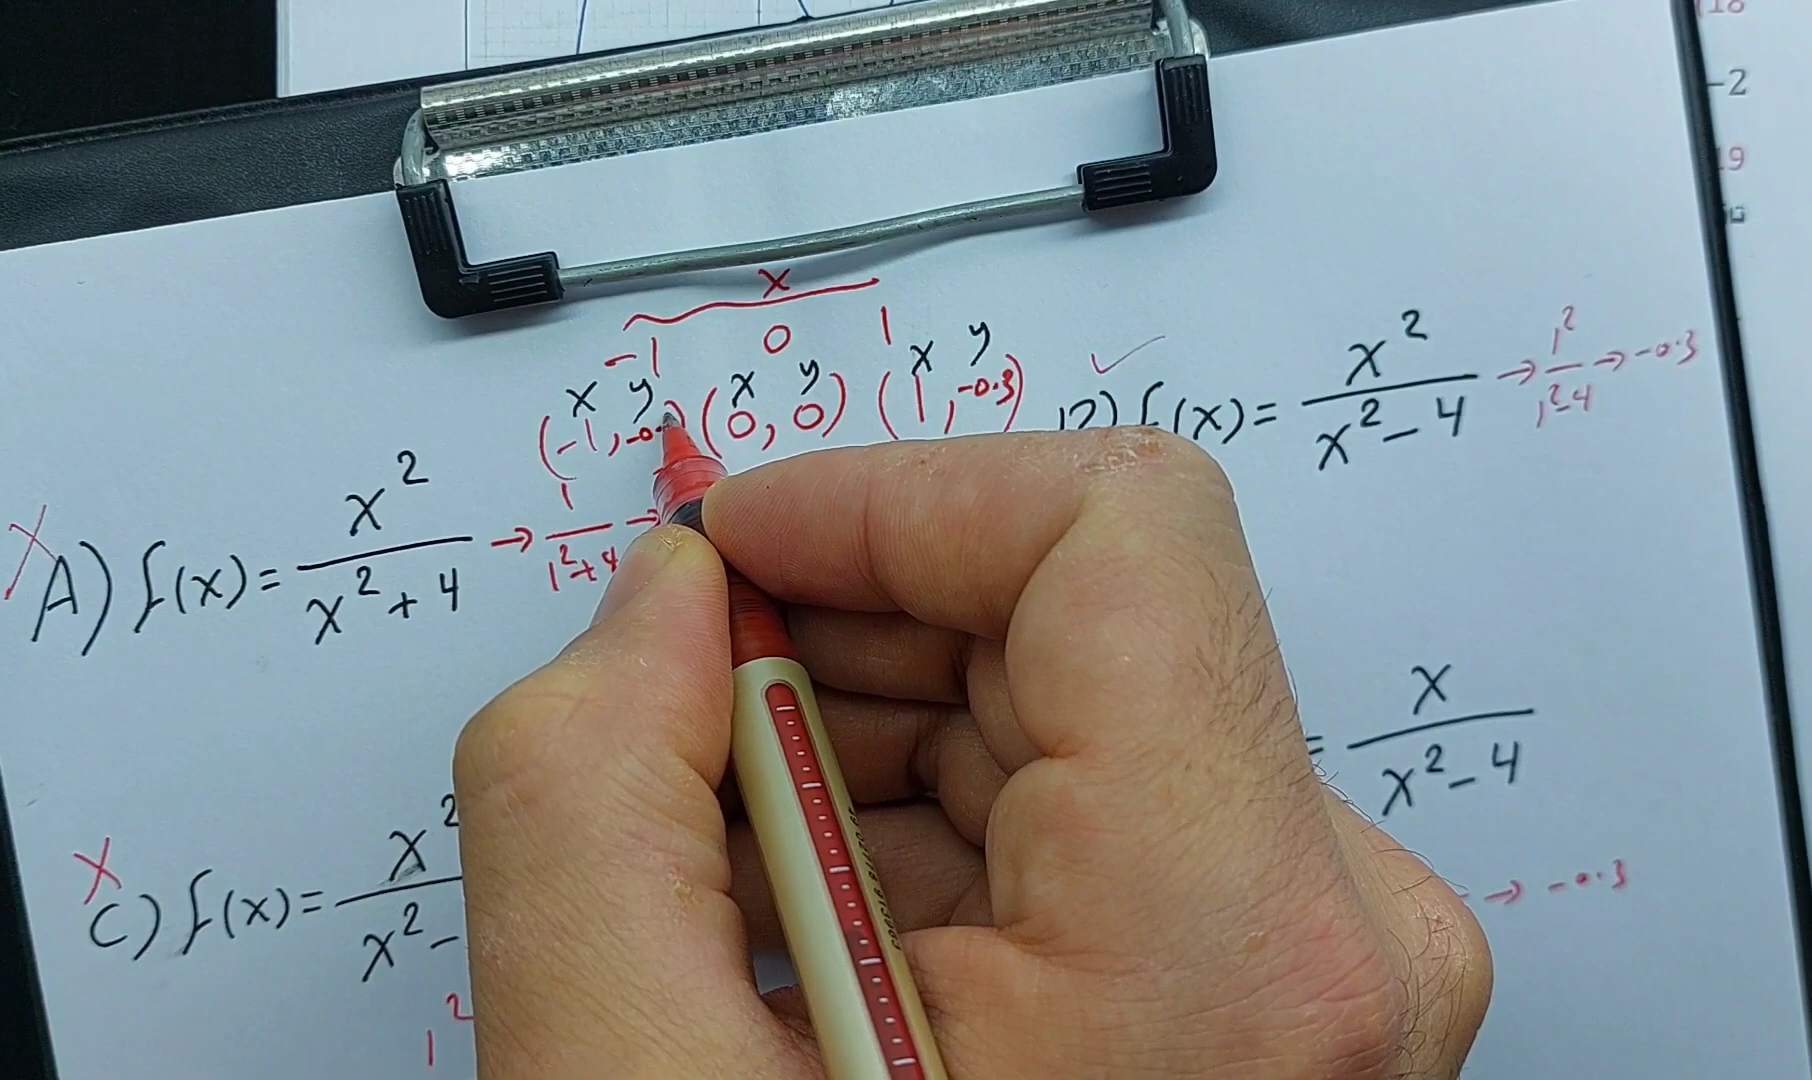 x
-1 0 1
x y x y x y
(-1, -0. ) (0, 0) (1, -0.3)
A) f(x) = x²/(x² + 4) → 1/(1² + 4) →
f(x) = x²/(x² - 4) → 1²/(1² - 4) → -0.3
X
C) f(x) = x²/(x² -
1²
= x/(x² - 4)
→ -0.3
-2
19